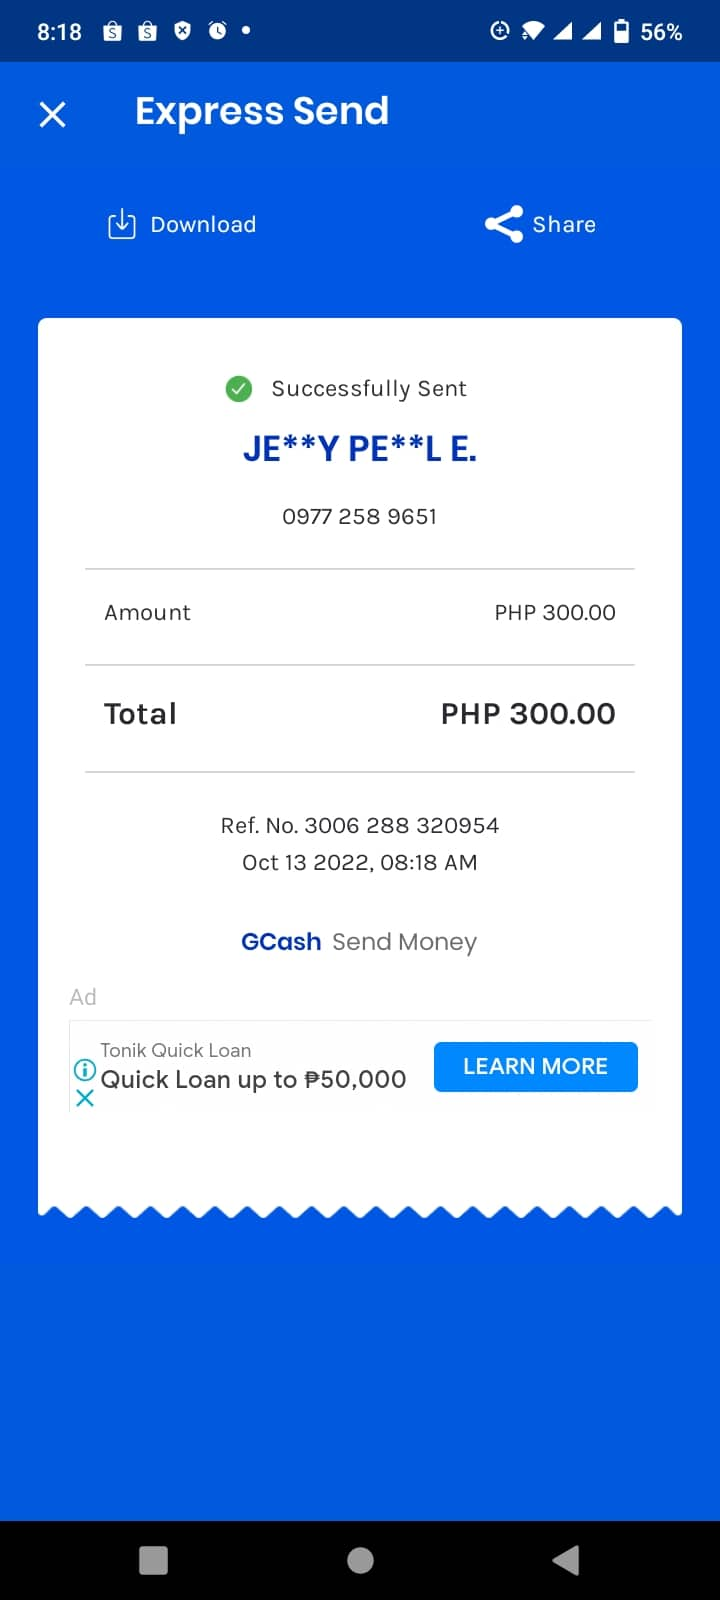 8:18 56%
Express Send
Download Share
Successfully Sent
JE**Y PE**L E.
0977 258 9651
Amount PHP 300.00
Total PHP 300.00
Ref. No. 3006 288 320954
Oct 13 2022, 08:18 AM
GCash Send Money
Ad
Tonik Quick Loan
Quick Loan up to ₱50,000
LEARN MORE